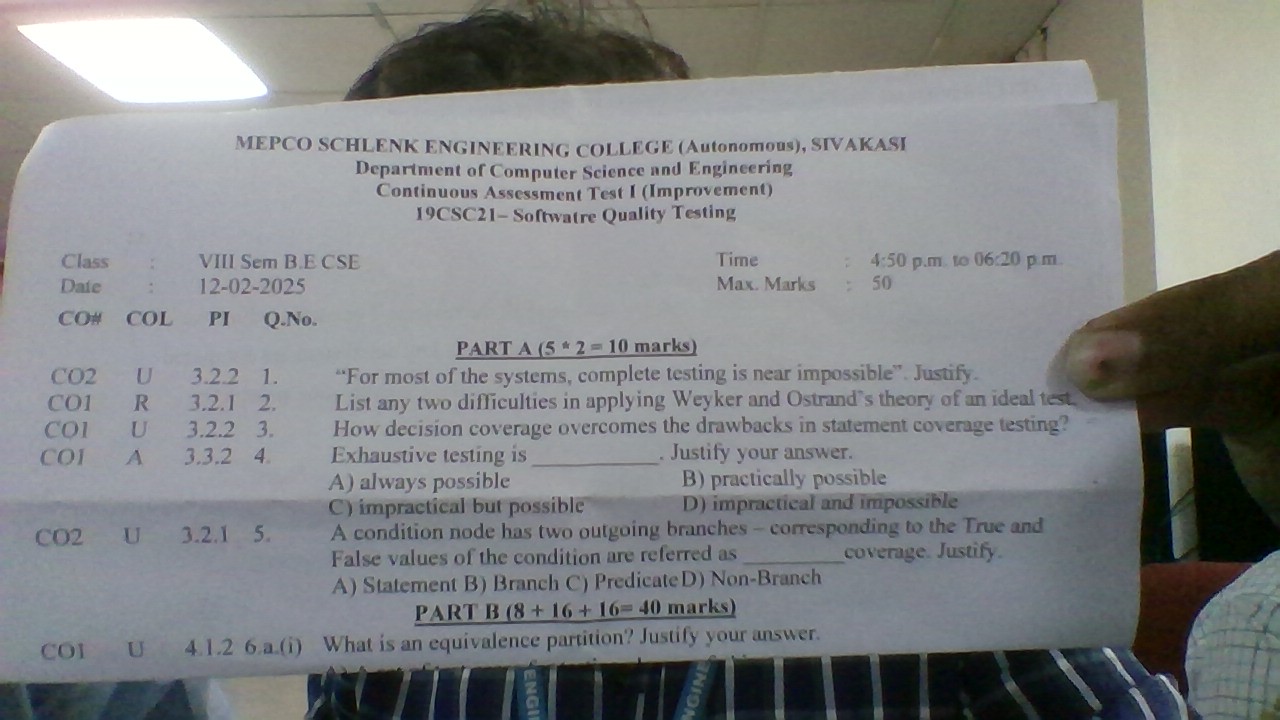 MEPCO SCHLENK ENGINEERING COLLEGE (Autonomous), SIVAKASI
Department of Computer Science and Engineering
Continuous Assessment Test I (Improvement)
19CSC21– Softwatre Quality Testing
Class : VIII Sem B.E CSE Time : 4:50 p.m. to 06:20 p.m.
Date : 12-02-2025 Max. Marks : 50
CO# COL PI Q.No.
PART A (5 * 2 = 10 marks)
CO2 U 3.2.2 1. “For most of the systems, complete testing is near impossible”. Justify.
CO1 R 3.2.1 2. List any two difficulties in applying Weyker and Ostrand's theory of an ideal test.
CO1 U 3.2.2 3. How decision coverage overcomes the drawbacks in statement coverage testing?
CO1 A 3.3.2 4. Exhaustive testing is __________. Justify your answer.
A) always possible B) practically possible
C) impractical but possible D) impractical and impossible
CO2 U 3.2.1 5. A condition node has two outgoing branches – corresponding to the True and
False values of the condition are referred as ________coverage. Justify.
A) Statement B) Branch C) Predicate D) Non-Branch
PART B (8 + 16 + 16= 40 marks)
CO1 U 4.1.2 6.a.(i) What is an equivalence partition? Justify your answer.